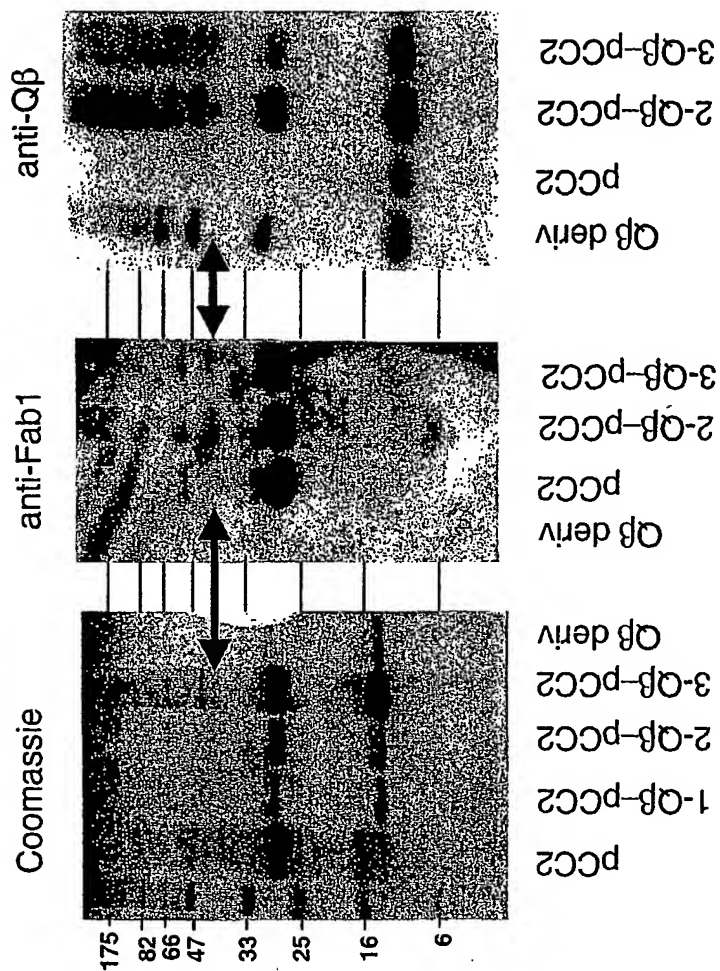 Coomassie
anti-Fab1
anti-Qβ
175
82
66
47
33
25
16
6
pCC2
1-Qβ-pCC2
2-Qβ-pCC2
3-Qβ-pCC2
Qβ deriv
Qβ deriv
pCC2
2-Qβ-pCC2
3-Qβ-pCC2
Qβ deriv
pCC2
2-Qβ-pCC2
3-Qβ-pCC2